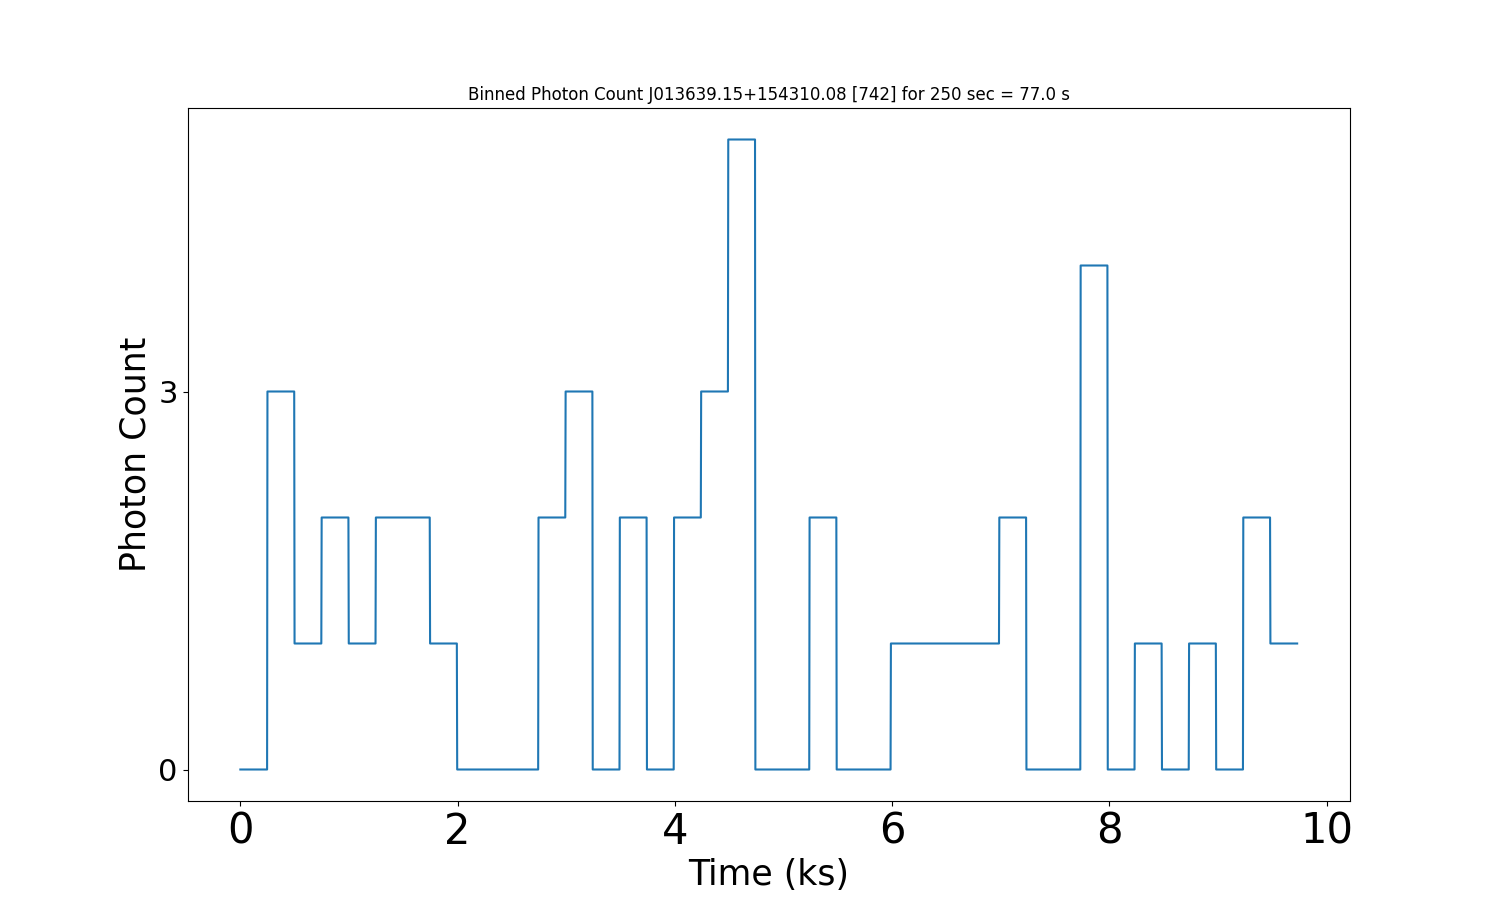 Binned Photon Count J013639.15+154310.08 [742] for 250 sec = 77.0 s
Photon Count
3
0
0 2 4 6 8 10
Time (ks)